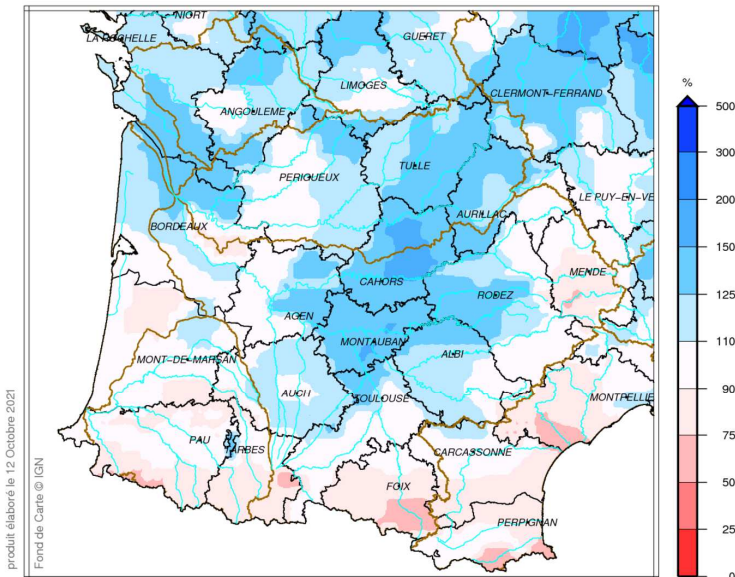 NIORT
LA ROCHELLE
GUERET
LIMOGES
CLERMONT-FERRAND
ANGOULEME
TULLE
PERIGUEUX
LE PUY-EN-VE
AURILLAC
BORDEAUX
MENDE
CAHORS
RODEZ
AGEN
MONTAUBAN
ALBI
MONT-DE-MARSAN
AUCH
TOULOUSE
MONTPELLIE
PAU
TARBES
CARCASSONNE
FOIX
PERPIGNAN
%
500
300
200
150
125
110
90
75
50
25
0
produit élaboré le 12 Octobre 2021
Fond de Carte © IGN